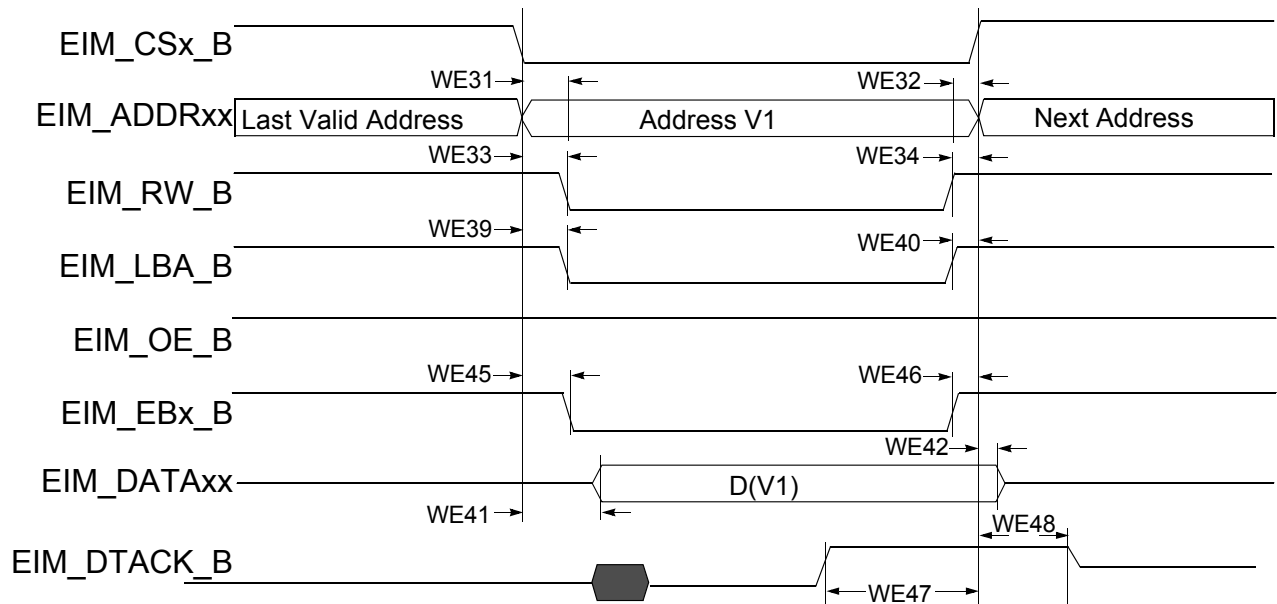 EIM_CSx_B
WE31
WE32
EIM_ADDRxx
Last Valid Address
Address V1
Next Address
WE33
WE34
EIM_RW_B
WE39
WE40
EIM_LBA_B
EIM_OE_B
WE45
WE46
EIM_EBx_B
WE42
EIM_DATAxx
D(V1)
WE41
WE48
EIM_DTACK_B
WE47